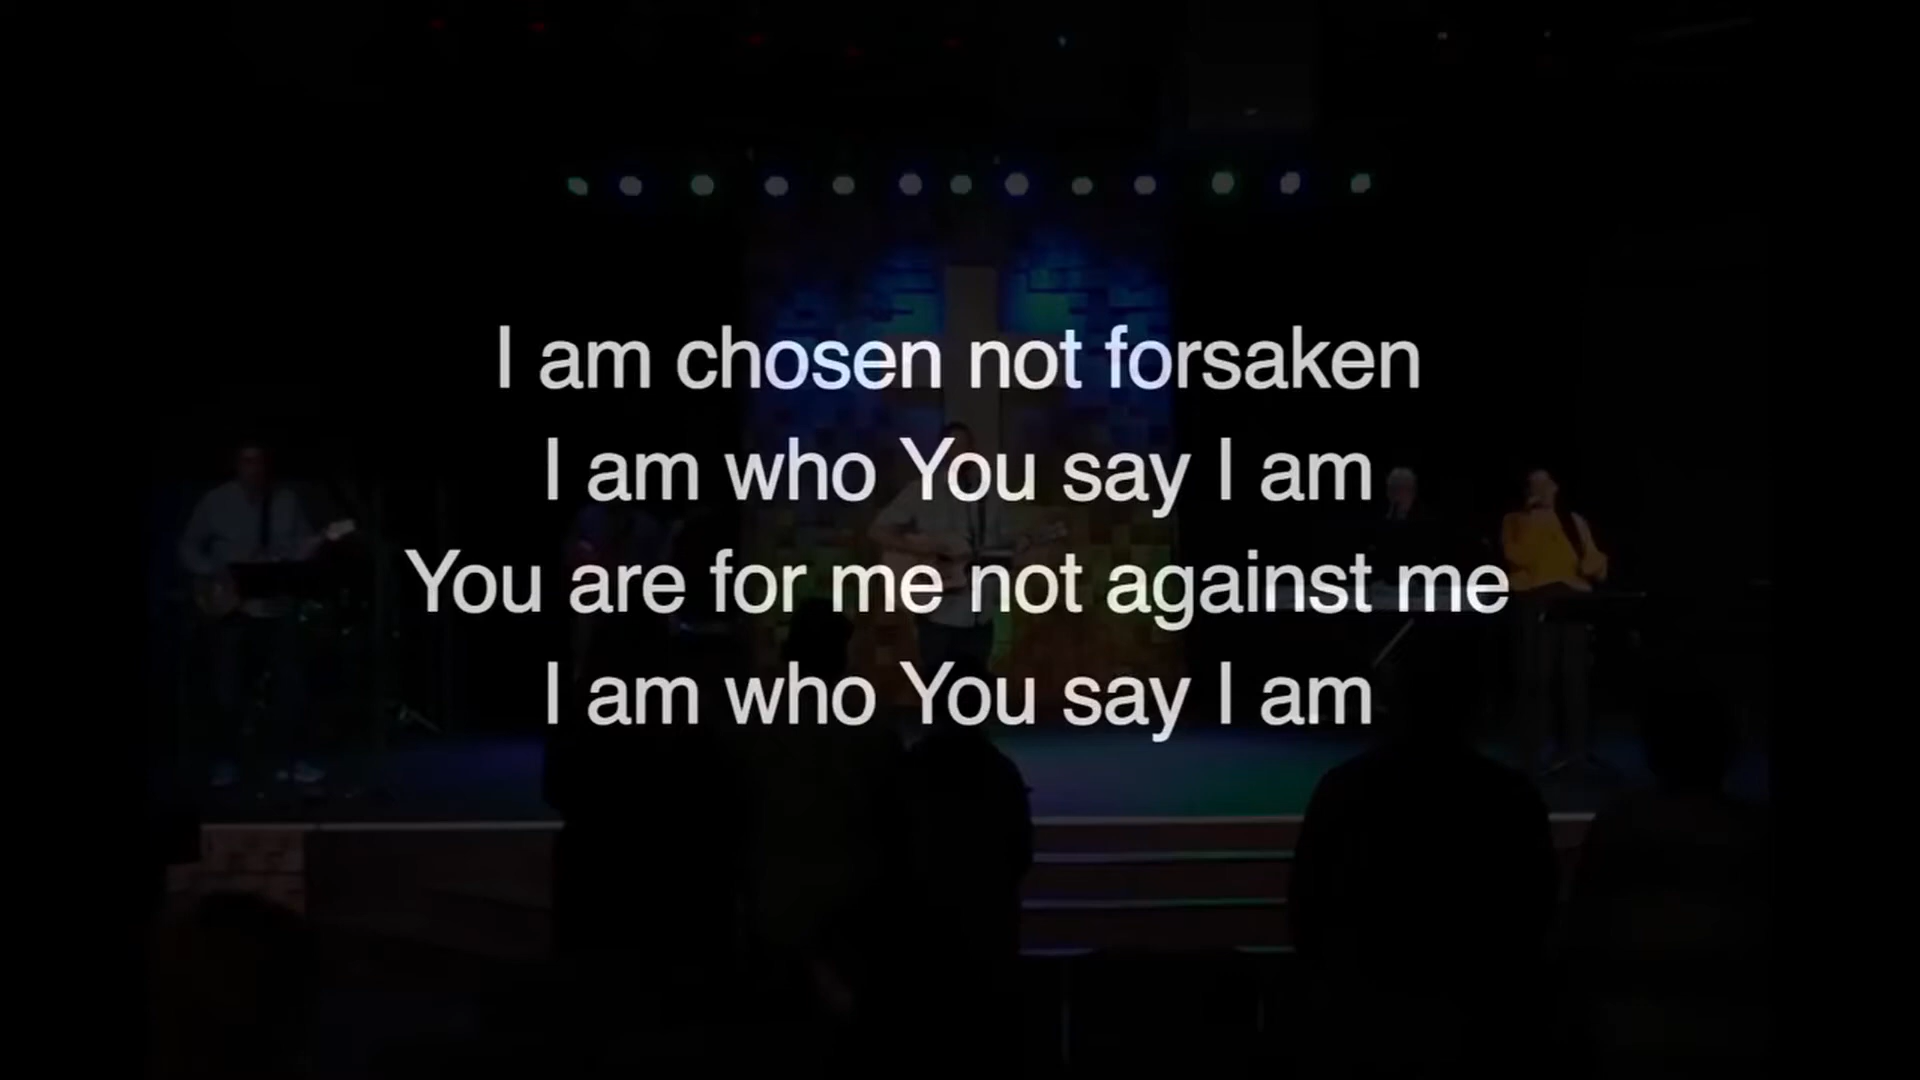 I am chosen not forsaken
I am who You say I am
You are for me not against me
I am who You say I am